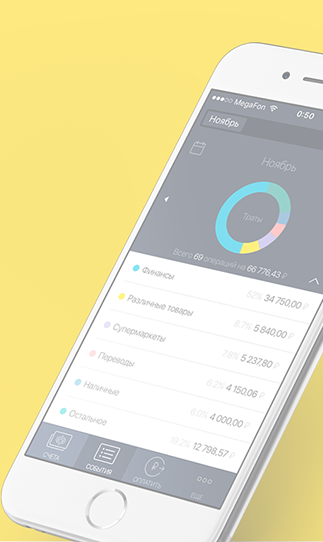 MegaFon 0:50
Ноябрь
Ноябрь
Траты
Всего 69 операций на 66 776,43 ₽
Финансы 52% 34 750,00 ₽
Различные товары 8.7% 5 840,00 ₽
Супермаркеты 7.8% 5 237,80 ₽
Переводы 6.2% 4 150,06 ₽
Наличные 6.0% 4 000,00 ₽
Остальное 19.2% 12 798,57 ₽
СЧЕТА СОБЫТИЯ ОПЛАТИТЬ ЕЩЕ